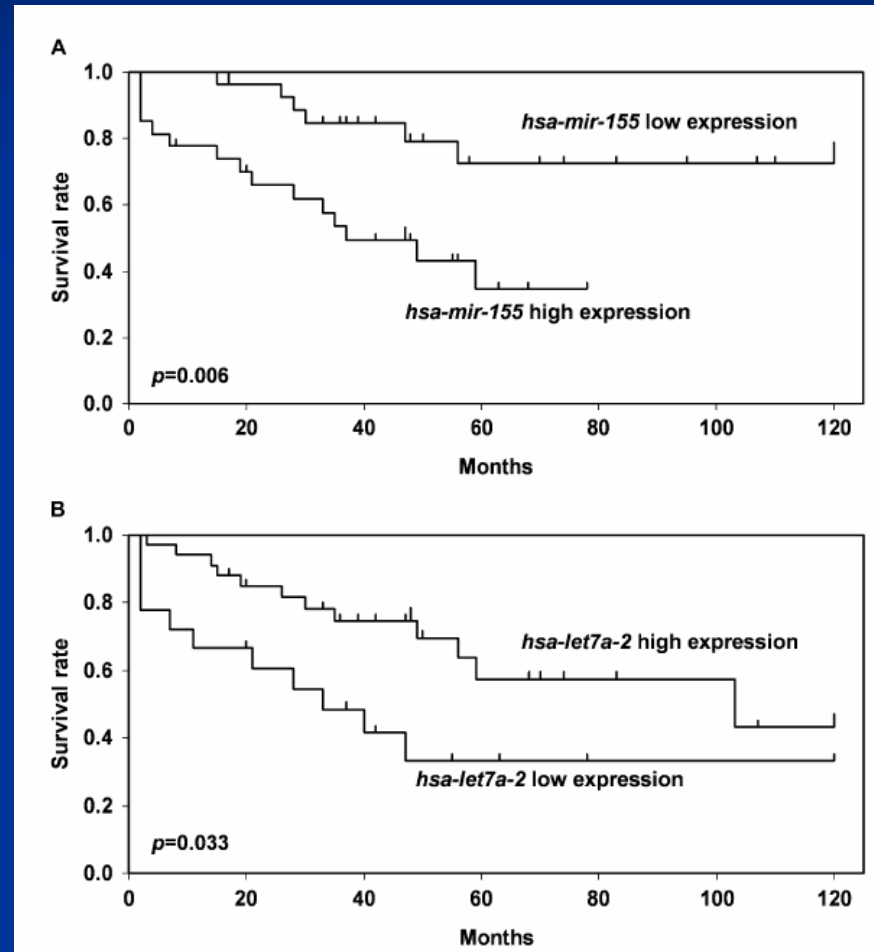 A
1.0
hsa-mir-155 low expression
0.8
0.6
Survival rate
0.4
hsa-mir-155 high expression
0.2
p=0.006
0.0
0 20 40 60 80 100 120
Months
B
1.0
0.8
hsa-let7a-2 high expression
0.6
Survival rate
0.4
hsa-let7a-2 low expression
0.2
p=0.033
0.0
0 20 40 60 80 100 120
Months